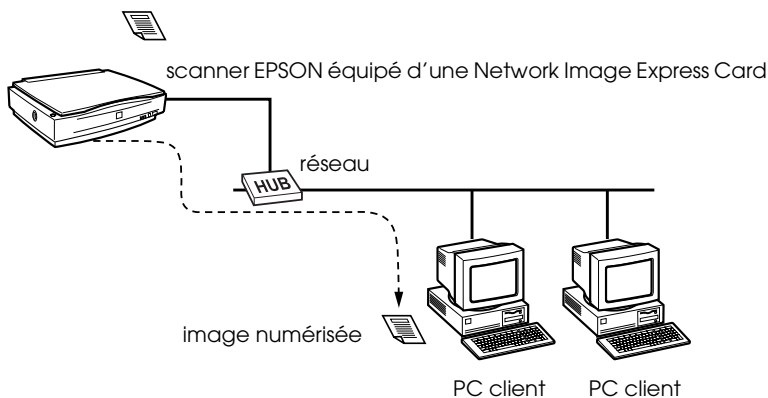 scanner EPSON équipé d'une Network Image Express Card
réseau
HUB
image numérisée
PC client
PC client